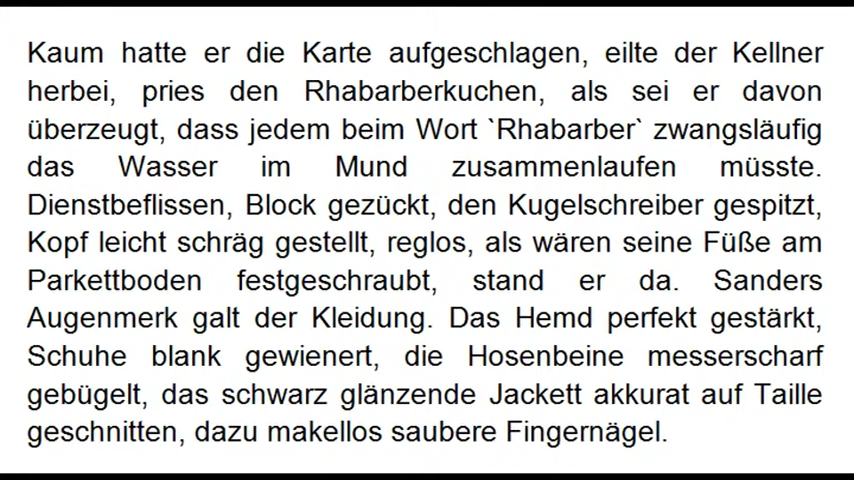 Kaum hatte er die Karte aufgeschlagen, eilte der Kellner
herbei, pries den Rhabarberkuchen, als sei er davon
überzeugt, dass jedem beim Wort `Rhabarber` zwangsläufig
das Wasser im Mund zusammenlaufen müsste.
Dienstbeflissen, Block gezückt, den Kugelschreiber gespitzt,
Kopf leicht schräg gestellt, reglos, als wären seine Füße am
Parkettboden festgeschraubt, stand er da. Sanders
Augenmerk galt der Kleidung. Das Hemd perfekt gestärkt,
Schuhe blank gewienert, die Hosenbeine messerscharf
gebügelt, das schwarz glänzende Jackett akkurat auf Taille
geschnitten, dazu makellos saubere Fingernägel.